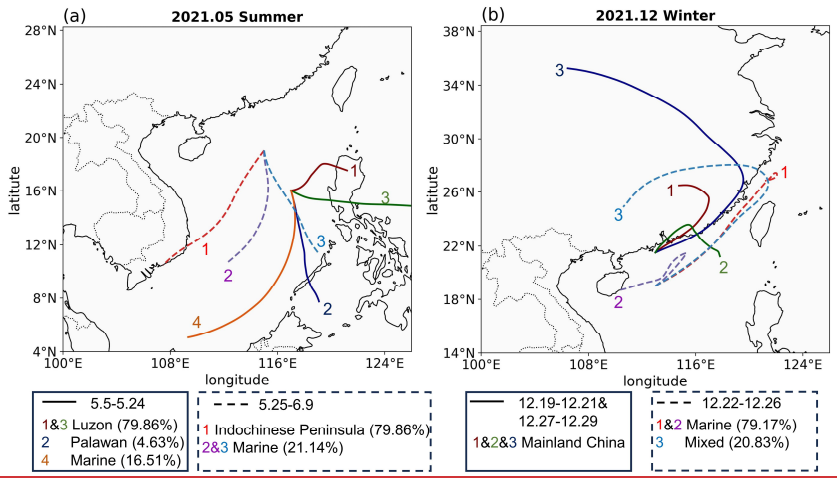 (a) 2021.05 Summer
28°N
24°N
20°N
16°N
12°N
8°N
4°N
latitute
100°E 108°E 116°E 124°E
longitude
1
3
1
3
2
2
4
5.5-5.24
1&3 Luzon (79.86%)
2 Palawan (4.63%)
4 Marine (16.51%)
5.25-6.9
1 Indochinese Peninsula (79.86%)
2&3 Marine (21.14%)
(b) 2021.12 Winter
38°N
34°N
30°N
26°N
22°N
18°N
14°N
latitute
100°E 108°E 116°E 124°E
longitude
3
1
1
3
2
2
12.19-12.21&
12.27-12.29
1&2&3 Mainland China
12.22-12.26
1&2 Marine (79.17%)
3 Mixed (20.83%)